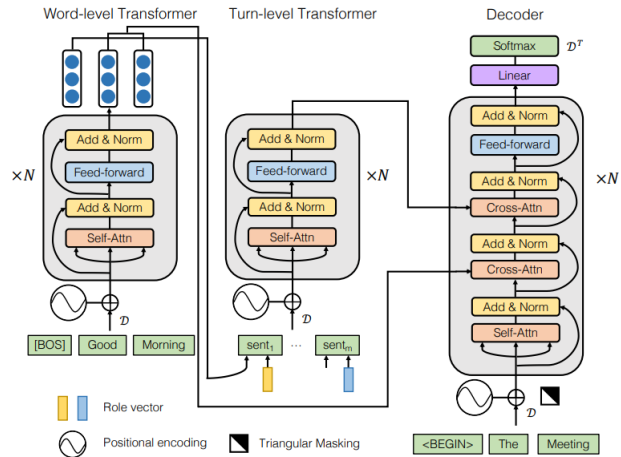 Word-level Transformer
Add & Norm
Feed-forward
Add & Norm
Self-Attn
×N
𝒟
[BOS]
Good
Morning
Turn-level Transformer
Add & Norm
Feed-forward
Add & Norm
Self-Attn
×N
𝒟
sent₁
...
sentₘ
Decoder
Softmax
𝒟ᵀ
Linear
Add & Norm
Feed-forward
Add & Norm
Cross-Attn
Add & Norm
Cross-Attn
Add & Norm
Self-Attn
×N
𝒟
<BEGIN>
The
Meeting
Role vector
Positional encoding
Triangular Masking